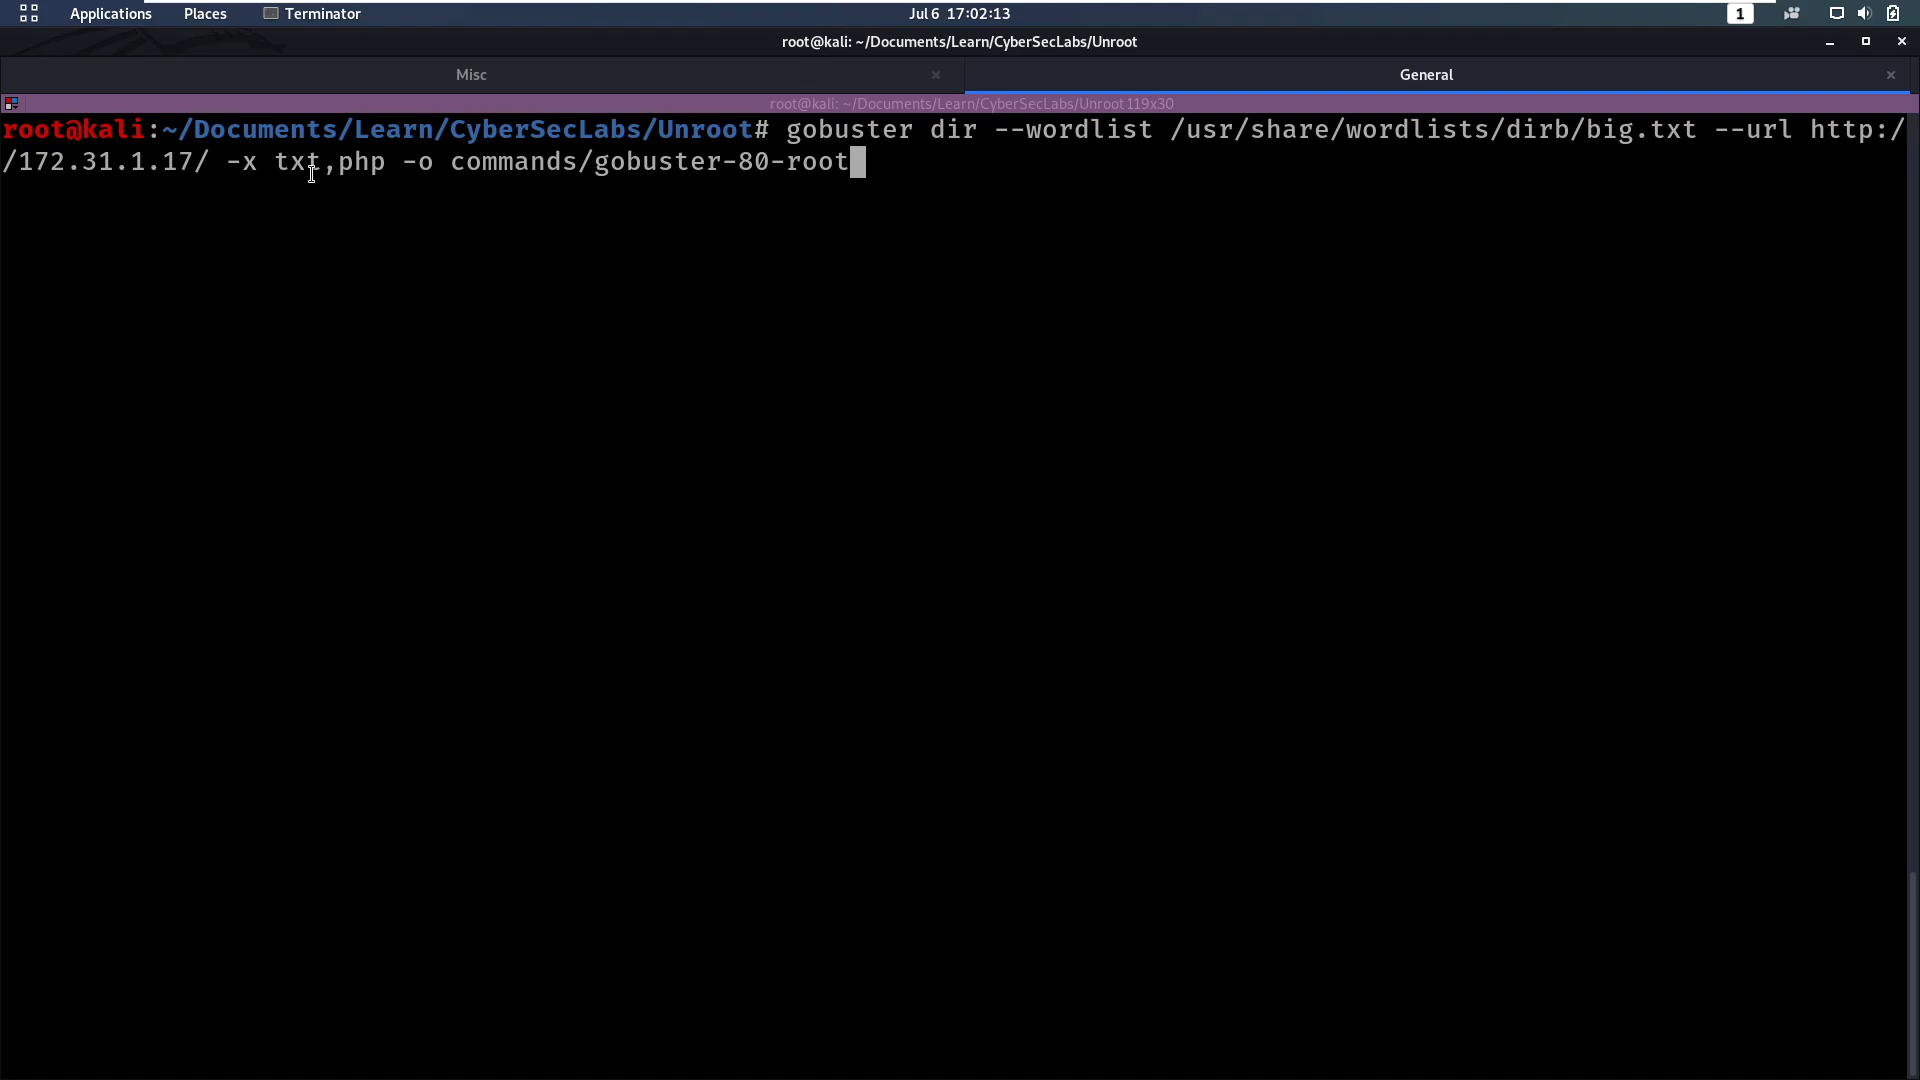 Applications Places Terminator Jul 6 17:02:13 1
root@kali: ~/Documents/Learn/CyberSecLabs/Unroot
Misc × General ×
root@kali: ~/Documents/Learn/CyberSecLabs/Unroot 119x30
root@kali:~/Documents/Learn/CyberSecLabs/Unroot# gobuster dir --wordlist /usr/share/wordlists/dirb/big.txt --url http:/
/172.31.1.17/ -x txt,php -o commands/gobuster-80-root